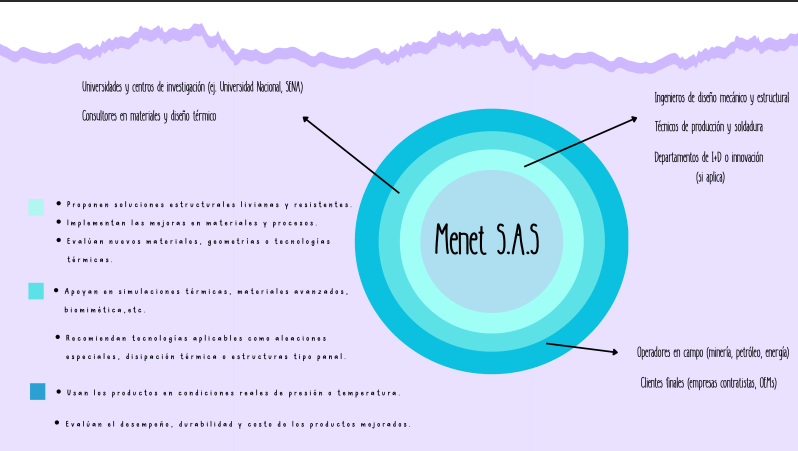 Universidades y centros de investigación (ej. Universidad Nacional, SENA)
Consultores en materiales y diseño térmico
Ingenieros de diseño mecánico y estructural
Técnicos de producción y soldadura
Departamentos de I+D o innovación
(si aplica)
• Proponen soluciones estructurales livianas y resistentes.
• Implementan las mejoras en materiales y procesos.
• Evalúan nuevos materiales, geometrías o tecnologías
térmicas.
Menet S.A.S
• Apoyan en simulaciones térmicas, materiales avanzados,
biomimética,etc.
• Recomiendan tecnologías aplicables como aleaciones
especiales, disipación térmica o estructuras tipo panal.
Operadores en campo (minería, petróleo, energía)
Clientes finales (empresas contratistas, OEMs)
• Usan los productos en condiciones reales de presión o temperatura.
• Evalúan el desempeño, durabilidad y costo de los productos mejorados.